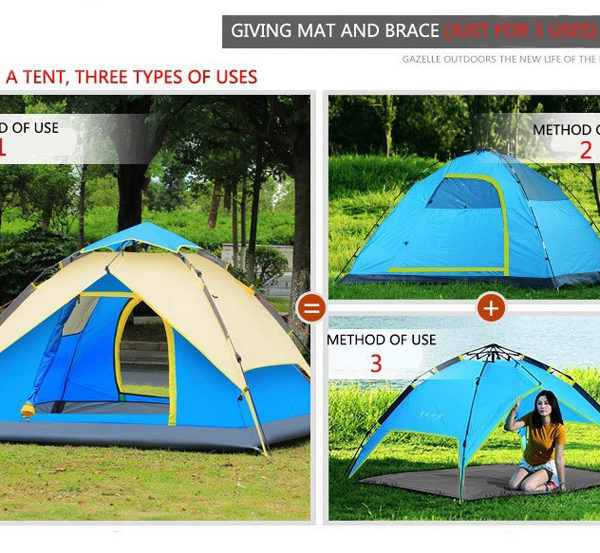 GIVING MAT AND BRACE (JUST FOR 3 USES)
GAZELLE OUTDOORS THE NEW LIFE OF THE
A TENT, THREE TYPES OF USES
D OF USE
1
METHOD OF
2
=
+
METHOD OF USE
3